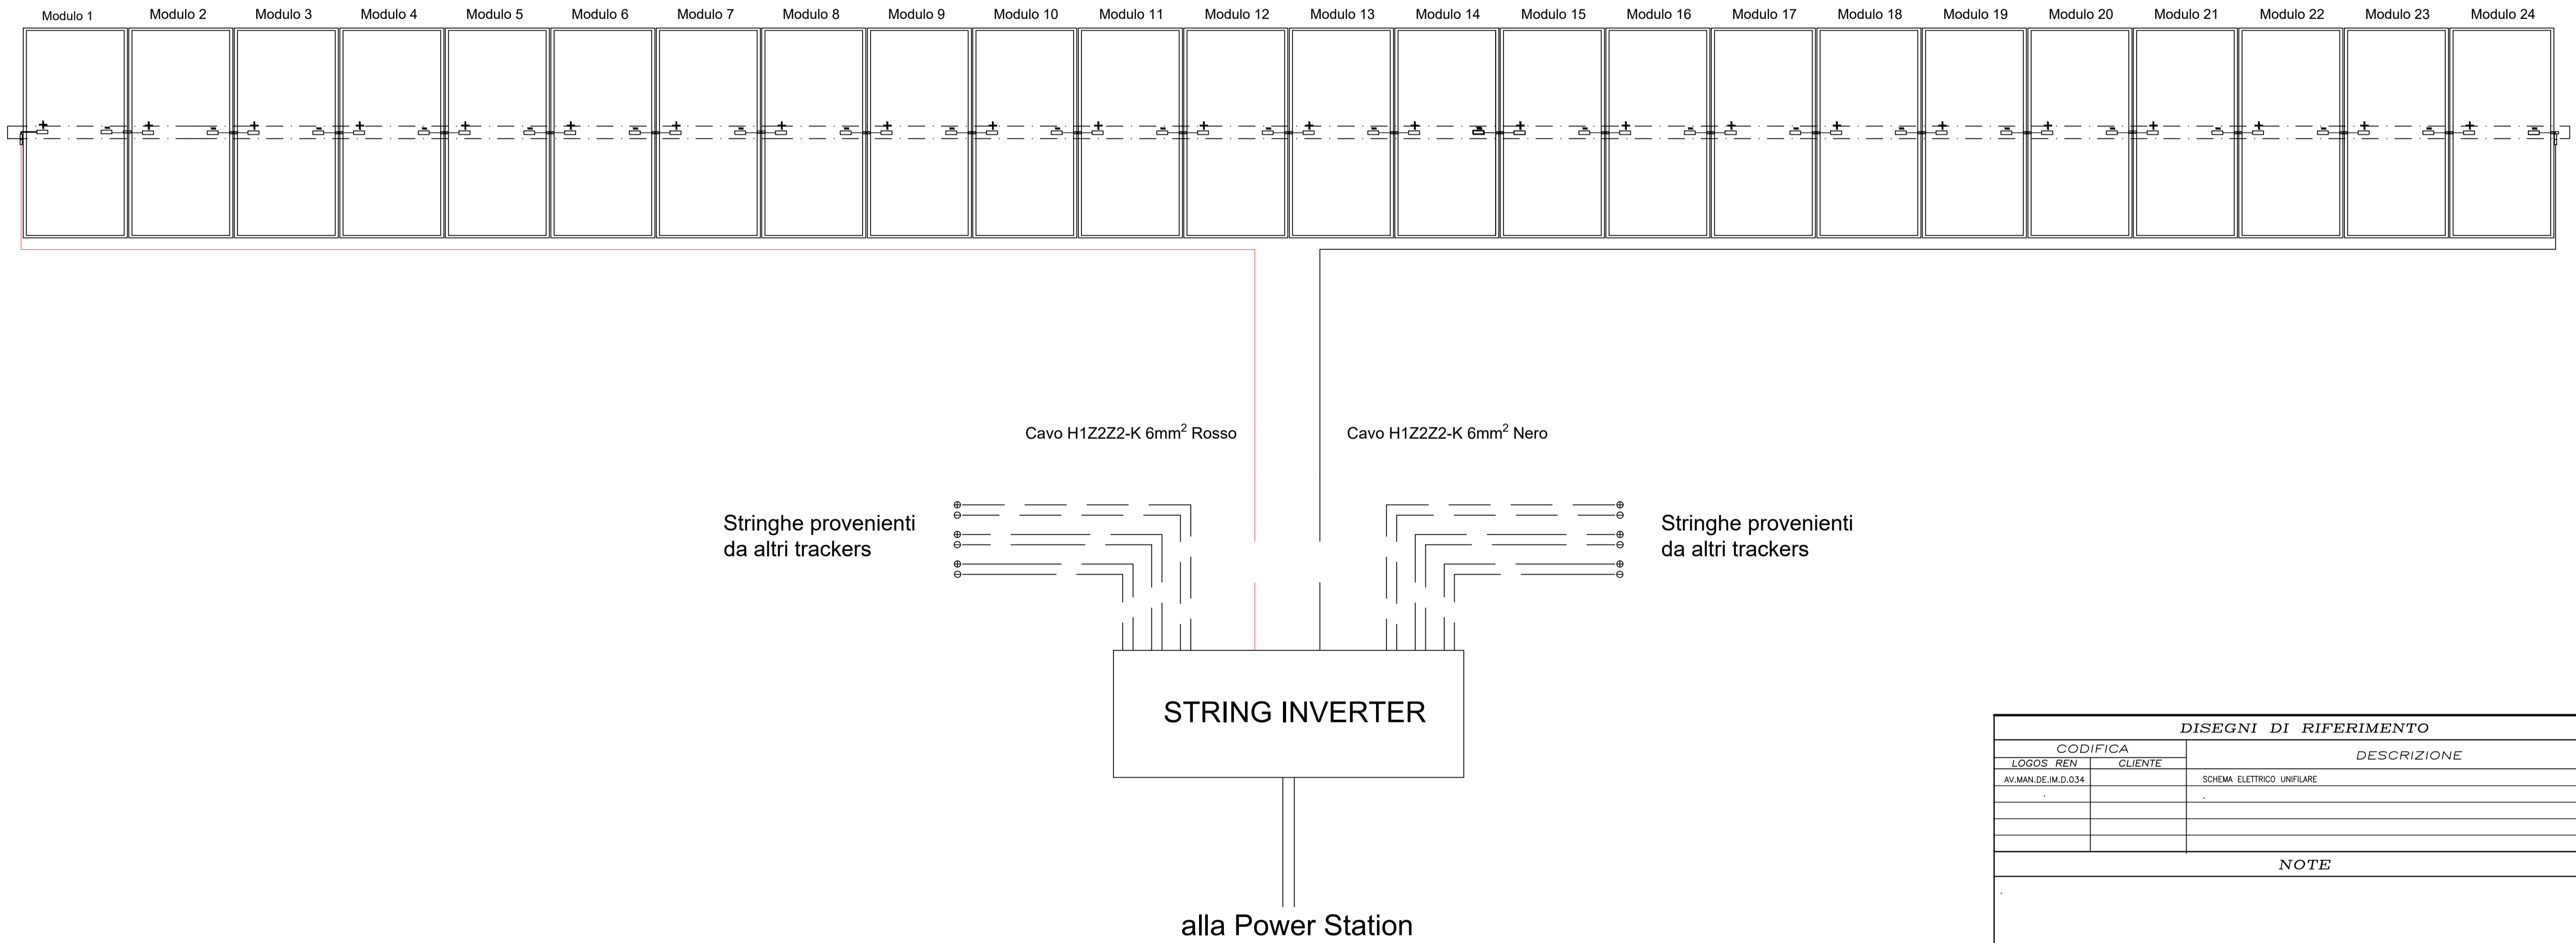 Modulo 1 Modulo 2 Modulo 3 Modulo 4 Modulo 5 Modulo 6 Modulo 7 Modulo 8 Modulo 9 Modulo 10 Modulo 11 Modulo 12 Modulo 13 Modulo 14 Modulo 15 Modulo 16 Modulo 17 Modulo 18 Modulo 19 Modulo 20 Modulo 21 Modulo 22 Modulo 23 Modulo 24
Cavo H1Z2Z2-K 6mm² Rosso
Cavo H1Z2Z2-K 6mm² Nero
Stringhe provenienti
da altri trackers
Stringhe provenienti
da altri trackers
STRING INVERTER
alla Power Station
DISEGNI DI RIFERIMENTO
CODIFICA
DESCRIZIONE
LOGOS REN CLIENTE
AV.MAN.DE.IM.D.034 SCHEMA ELETTRICO UNIFILARE
NOTE